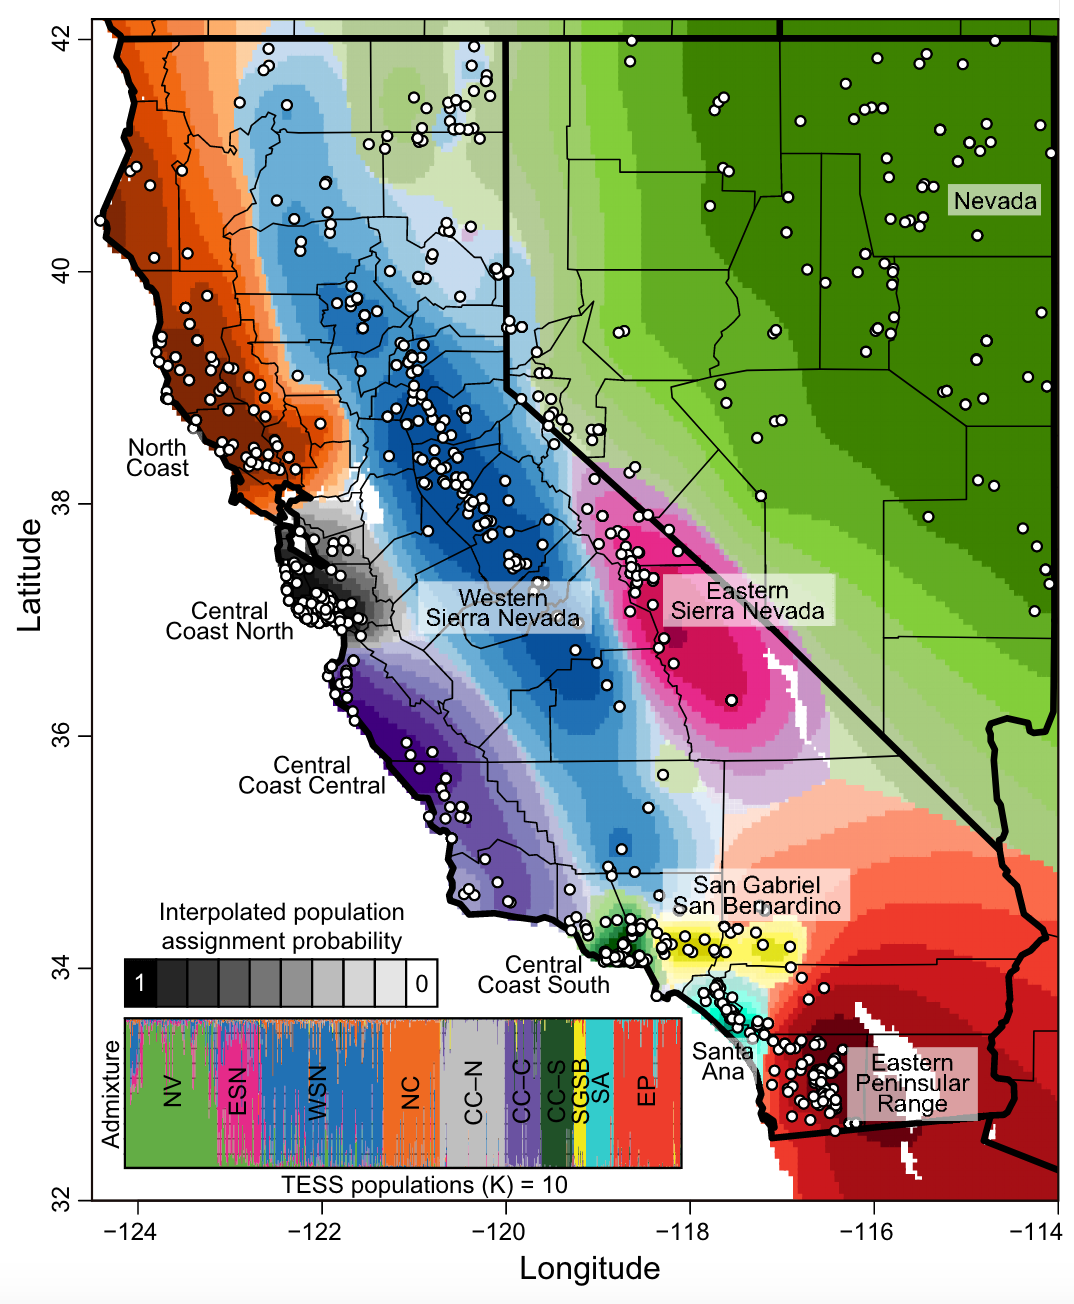 42
40
38
36
34
32
Latitude
Nevada
North
Coast
Central
Coast North
Western
Sierra Nevada
Eastern
Sierra Nevada
Central
Coast Central
San Gabriel
San Bernardino
Central
Coast South
Santa
Ana
Eastern
Peninsular
Range
Interpolated population
assignment probability
1 0
Admixture
NV ESN WSN NC CC–N CC–C CC–S SGSB SA EP
TESS populations (K) = 10
−124 −122 −120 −118 −116 −114
Longitude